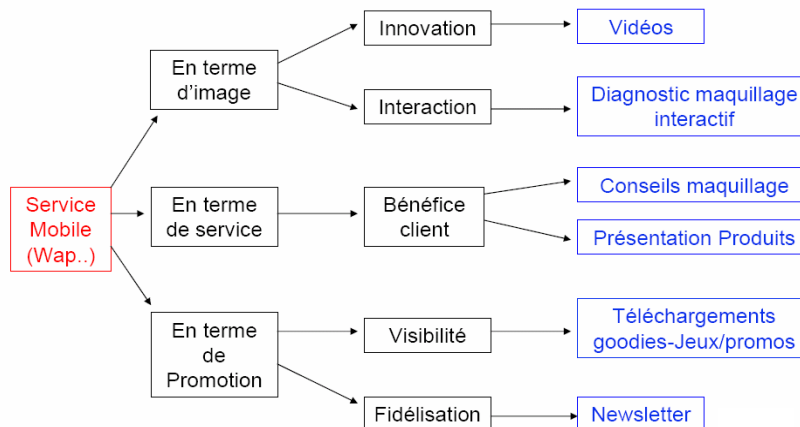 Innovation
Vidéos
En terme
d'image
Interaction
Diagnostic maquillage
interactif
Service
Mobile
(Wap..)
En terme
de service
Bénéfice
client
Conseils maquillage
Présentation Produits
En terme
de
Promotion
Visibilité
Téléchargements
goodies-Jeux/promos
Fidélisation
Newsletter